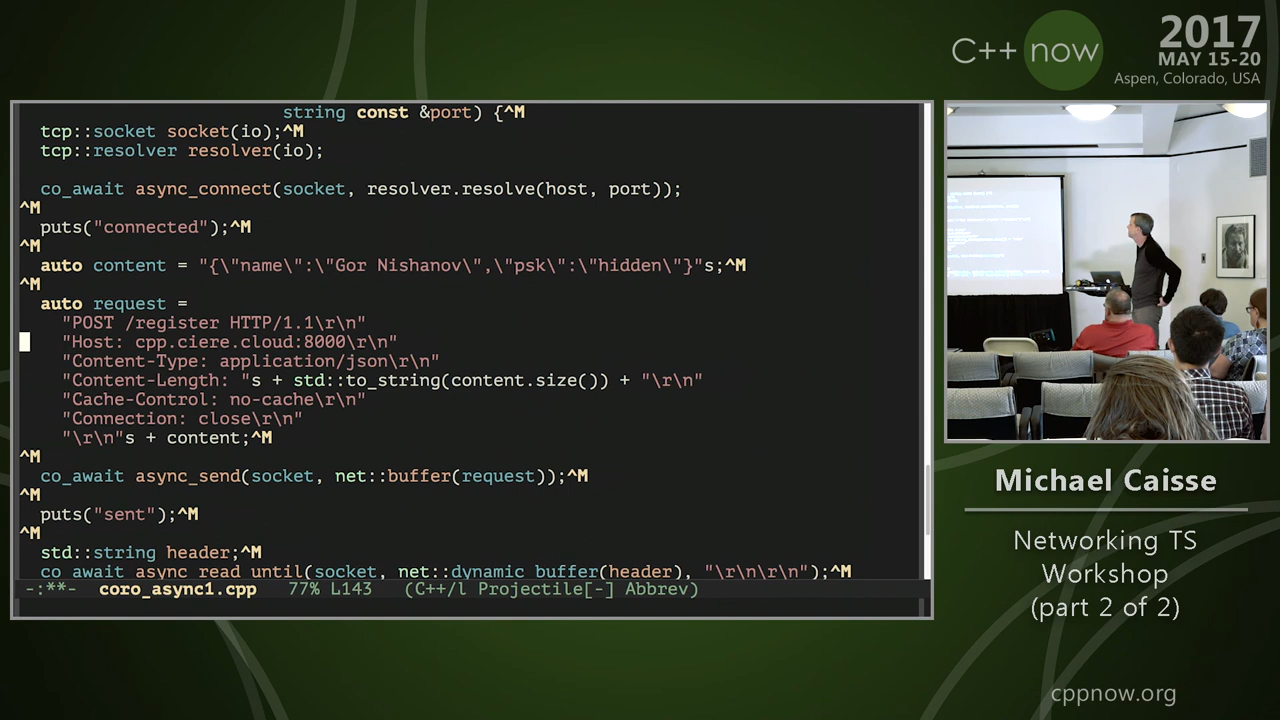 C++ now
2017
MAY 15-20
Aspen, Colorado, USA
string const &port) {^M
tcp::socket socket(io);^M
tcp::resolver resolver(io);
co_await async_connect(socket, resolver.resolve(host, port));
^M
puts("connected");^M
^M
auto content = "{\"name\":\"Gor Nishanov\",\"psk\":\"hidden\"}"s;^M
^M
auto request =
"POST /register HTTP/1.1\r\n"
"Host: cpp.ciere.cloud:8000\r\n"
"Content-Type: application/json\r\n"
"Content-Length: "s + std::to_string(content.size()) + "\r\n"
"Cache-Control: no-cache\r\n"
"Connection: close\r\n"
"\r\n"s + content;^M
^M
co_await async_send(socket, net::buffer(request));^M
^M
puts("sent");^M
^M
std::string header;^M
co_await async_read_until(socket, net::dynamic_buffer(header), "\r\n\r\n");^M
-:**-  coro_async1.cpp   77% L143   (C++/l Projectile[-] Abbrev)
Michael Caisse
Networking TS
Workshop
(part 2 of 2)
cppnow.org